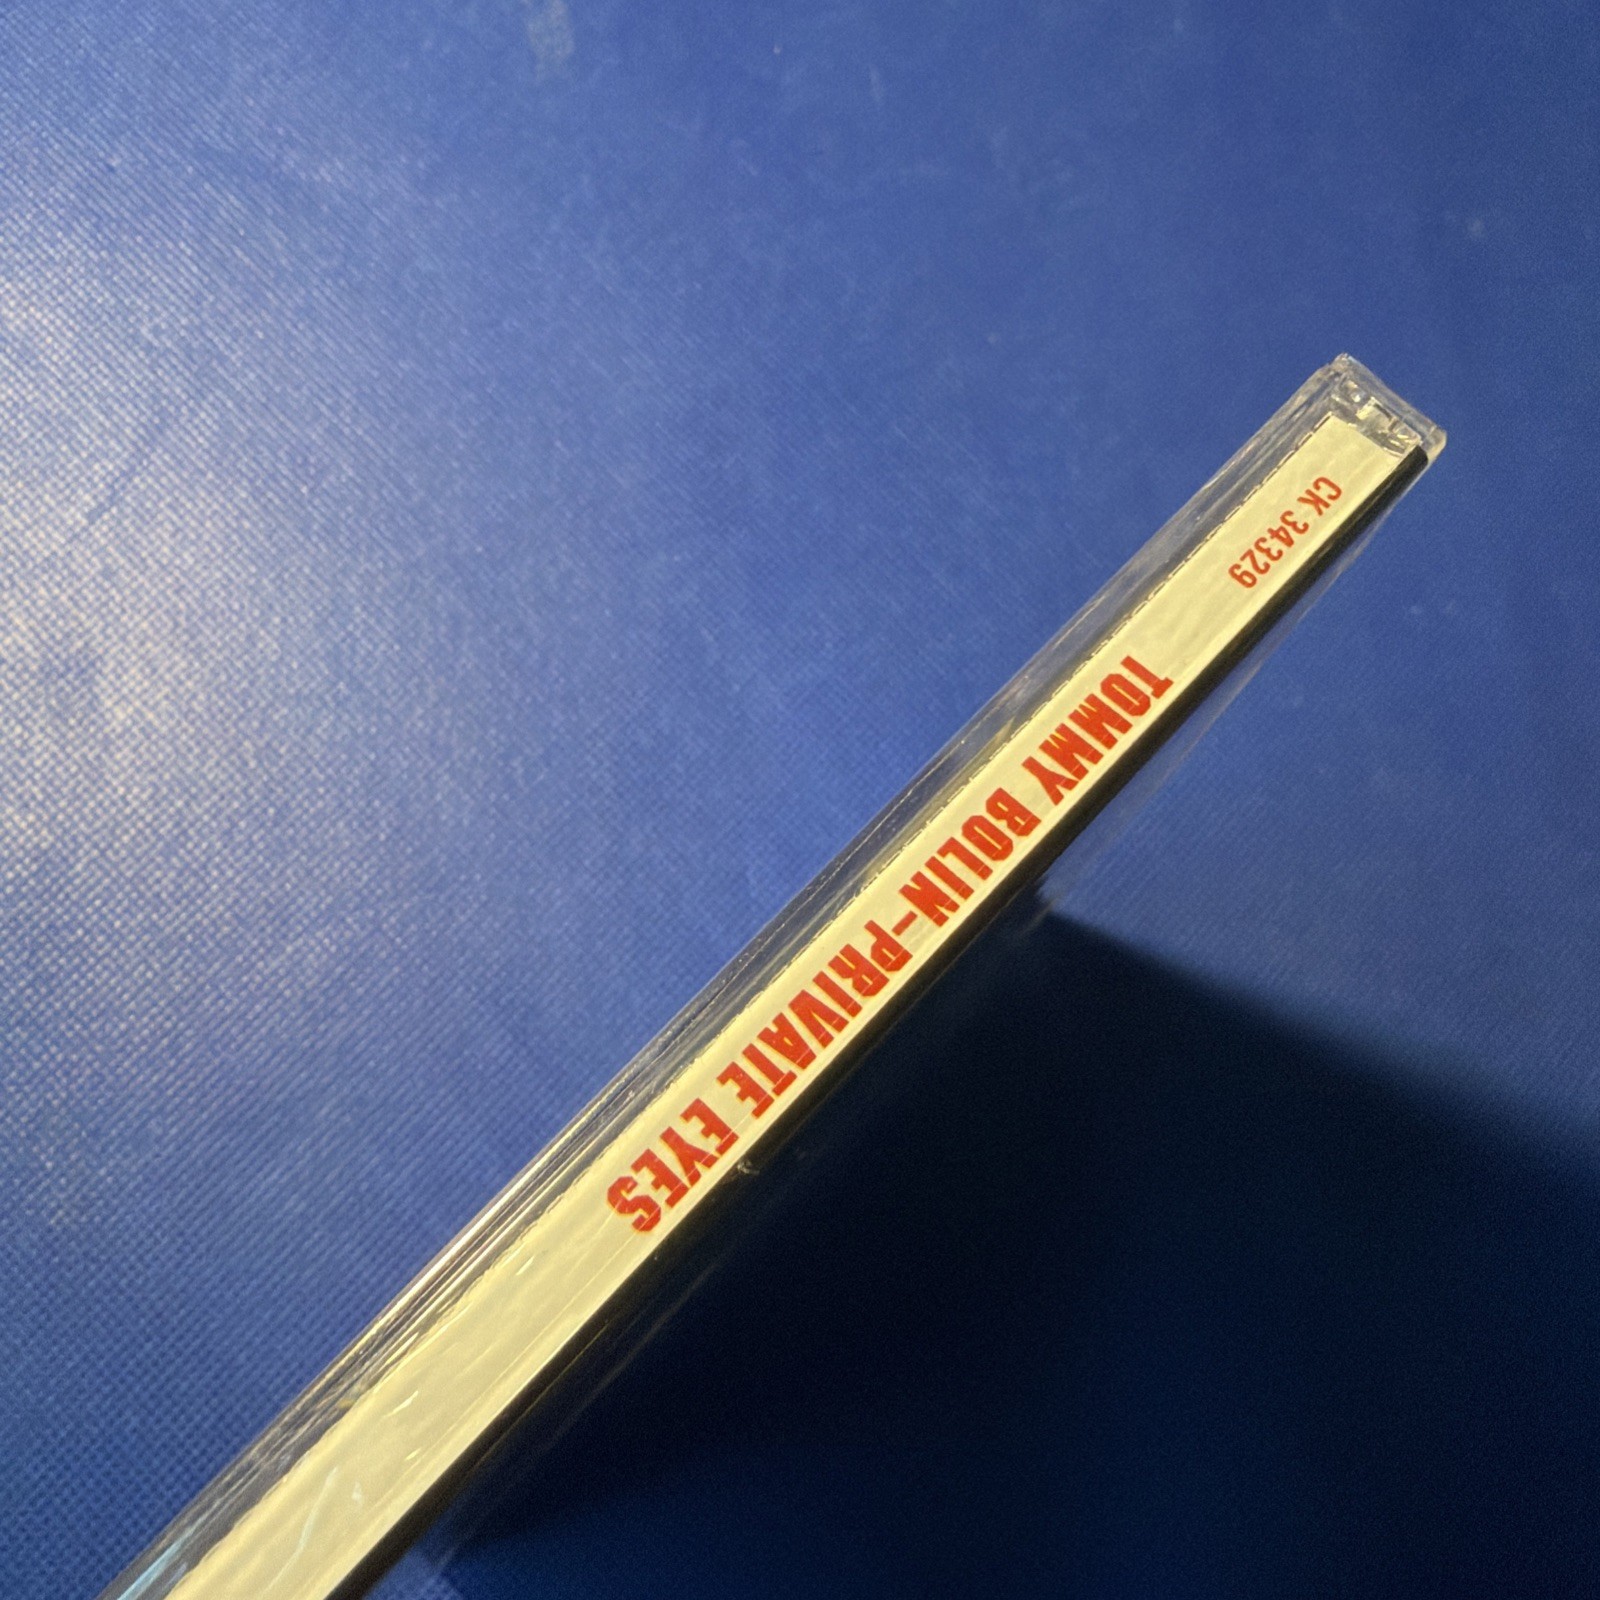 CK 34329
TOMMY BOLIN-PRIVATE EYES